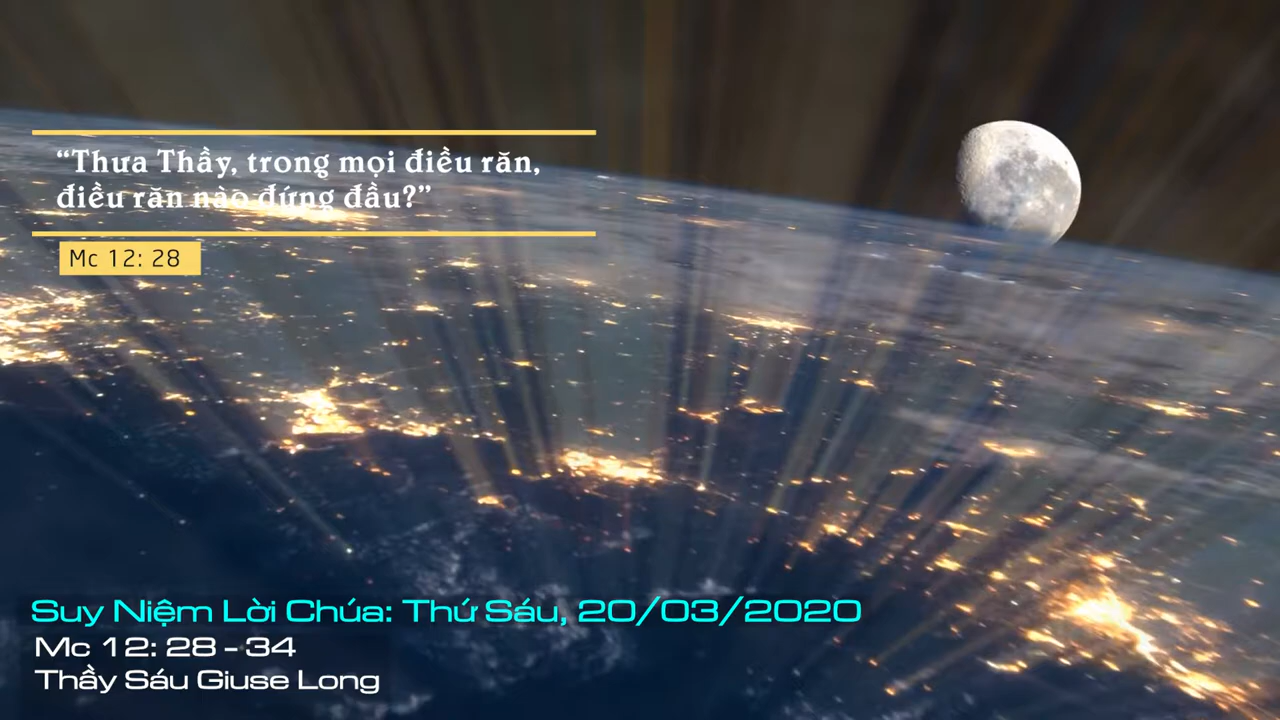 “Thưa Thầy, trong mọi điều răn,
điều răn nào đứng đầu?”
Mc 12: 28
Suy Niệm Lời Chúa: Thứ Sáu, 20/03/2020
Mc 12: 28 - 34
Thầy Sáu Giuse Long